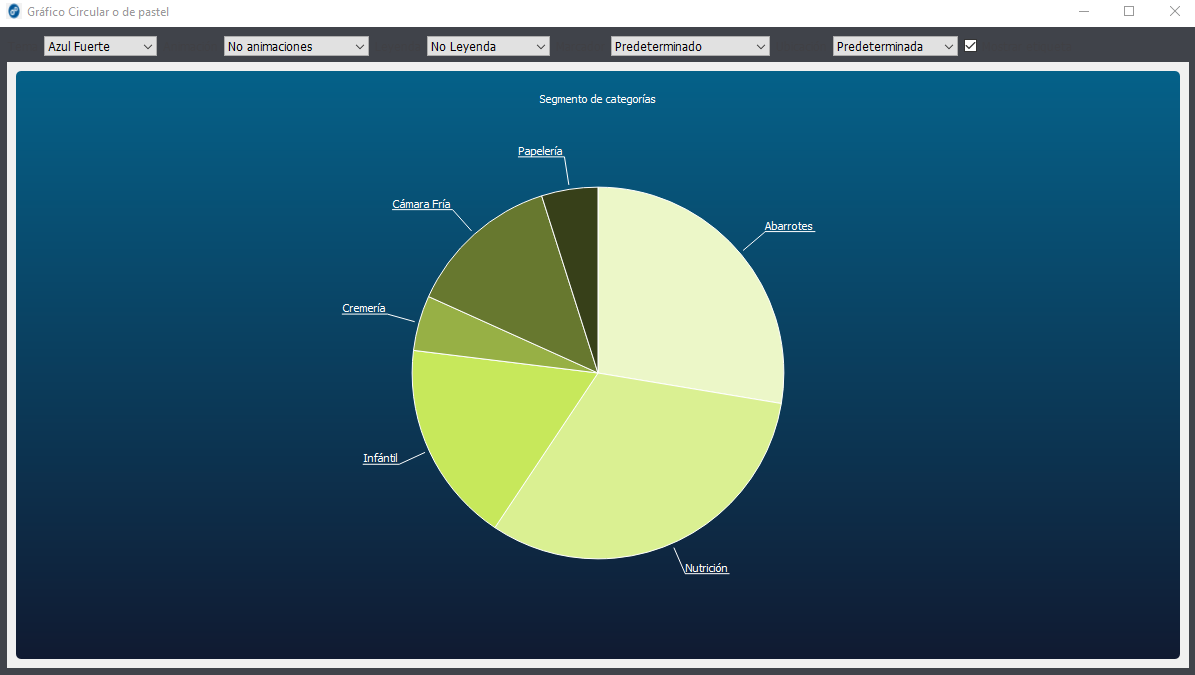 Gráfico Circular o de pastel
Azul Fuerte No animaciones No Leyenda Predeterminado Predeterminada
Segmento de categorías
Papelería
Cámara Fría
Abarrotes
Cremería
Infántil
Nutrición